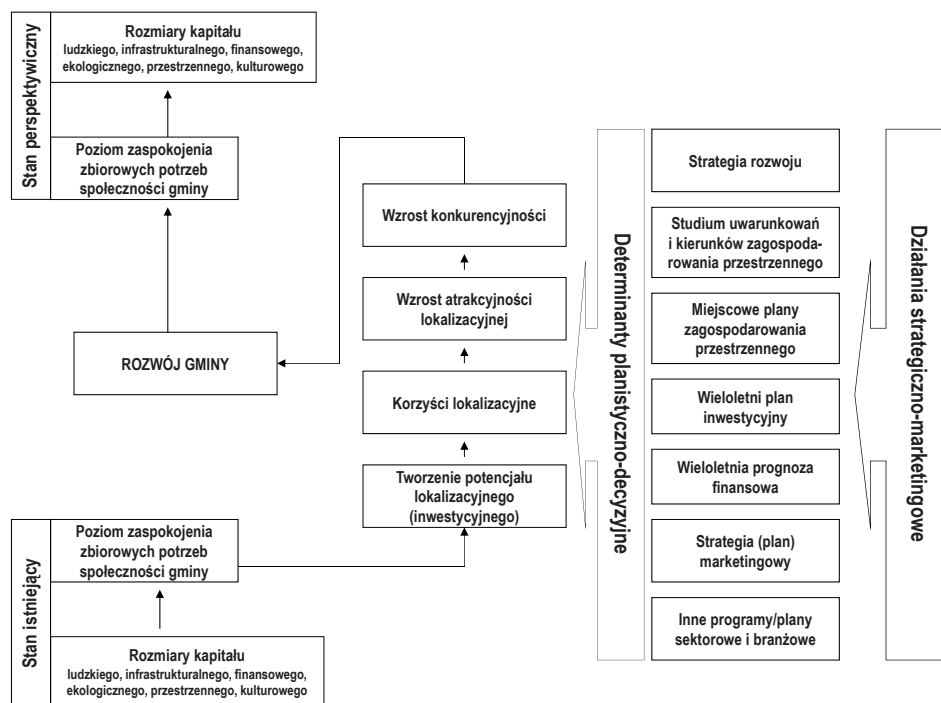 Stan perspektywiczny
Rozmiary kapitału
ludzkiego, infrastrukturalnego, finansowego,
ekologicznego, przestrzennego, kulturowego
Poziom zaspokojenia
zbiorowych potrzeb
społeczności gminy
ROZWÓJ GMINY
Wzrost konkurencyjności
Wzrost atrakcyjności
lokalizacyjnej
Korzyści lokalizacyjne
Tworzenie potencjału
lokalizacyjnego
(inwestycyjnego)
Stan istniejący
Poziom zaspokojenia
zbiorowych potrzeb
społeczności gminy
Rozmiary kapitału
ludzkiego, infrastrukturalnego, finansowego,
ekologicznego, przestrzennego, kulturowego
Determinanty planistyczno-decyzyjne
Strategia rozwoju
Studium uwarunkowań
i kierunków zagospoda-
rowania przestrzennego
Miejscowe plany
zagospodarowania
przestrzennego
Wieloletni plan
inwestycyjny
Wieloletnia prognoza
finansowa
Strategia (plan)
marketingowy
Inne programy/plany
sektorowe i branżowe
Działania strategiczno-marketingowe